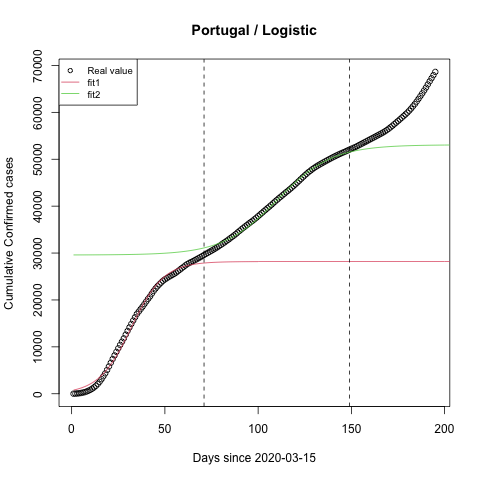 Portugal / Logistic
Real value
fit1
fit2
Cumulative Confirmed cases
70000
60000
50000
40000
30000
20000
10000
0
0 50 100 150 200
Days since 2020-03-15